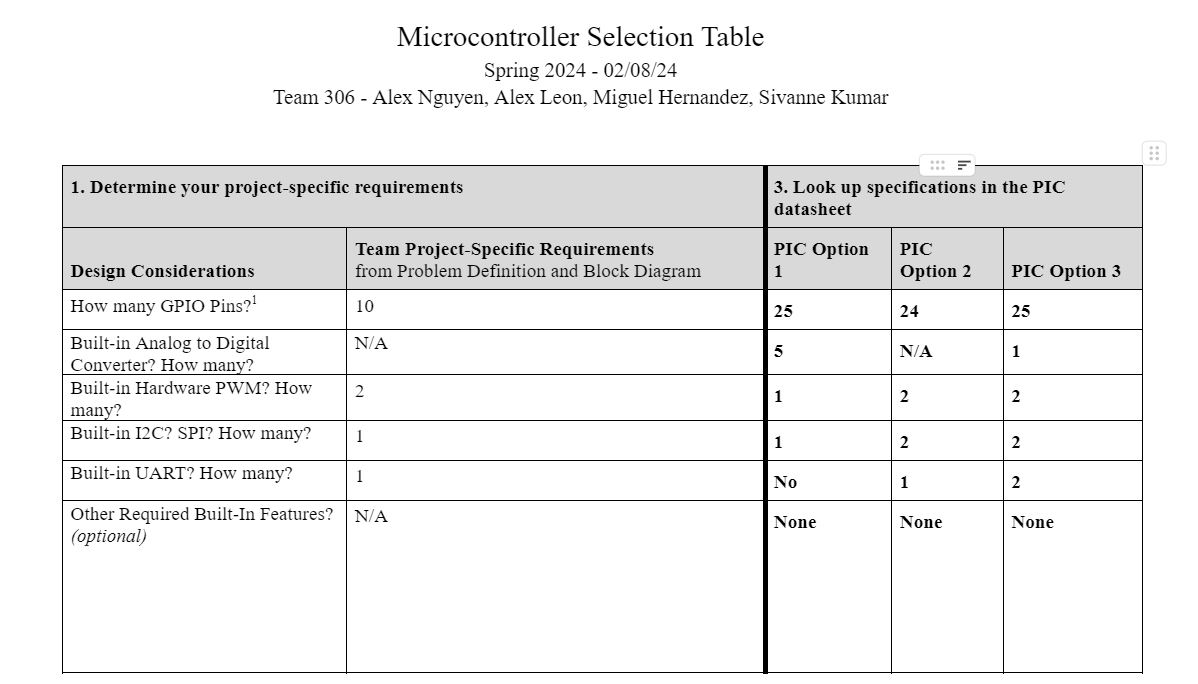 Microcontroller Selection Table
Spring 2024 - 02/08/24
Team 306 - Alex Nguyen, Alex Leon, Miguel Hernandez, Sivanne Kumar
1. Determine your project-specific requirements
3. Look up specifications in the PIC
datasheet
Design Considerations
Team Project-Specific Requirements
from Problem Definition and Block Diagram
PIC Option
1
PIC
Option 2
PIC Option 3
How many GPIO Pins?1
10
25
24
25
Built-in Analog to Digital
Converter? How many?
N/A
5
N/A
1
Built-in Hardware PWM? How
many?
2
1
2
2
Built-in I2C? SPI? How many?
1
1
2
2
Built-in UART? How many?
1
No
1
2
Other Required Built-In Features?
(optional)
N/A
None
None
None